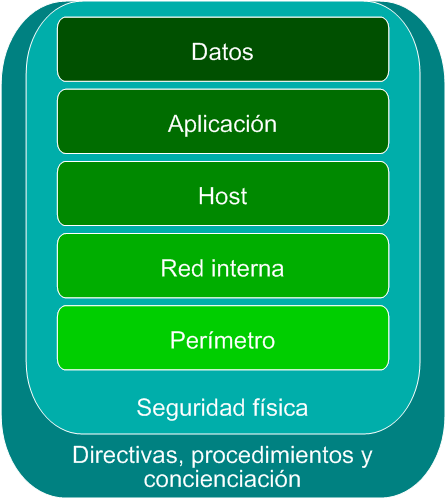 Datos
Aplicación
Host
Red interna
Perímetro
Seguridad física
Directivas, procedimientos y
concienciación